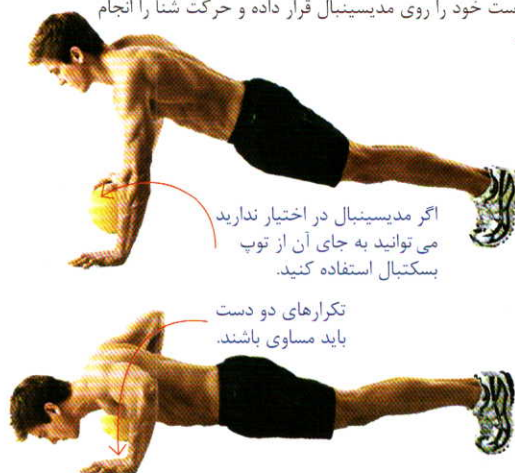 خود را روی مدیسینبال قرار داده و حرکت شنا را انجام
اگر مدیسینبال در اختیار ندارید
می توانید به جای آن از توپ
بسکتبال استفاده کنید.
تکرارهای دو دست
باید مساوی باشند.